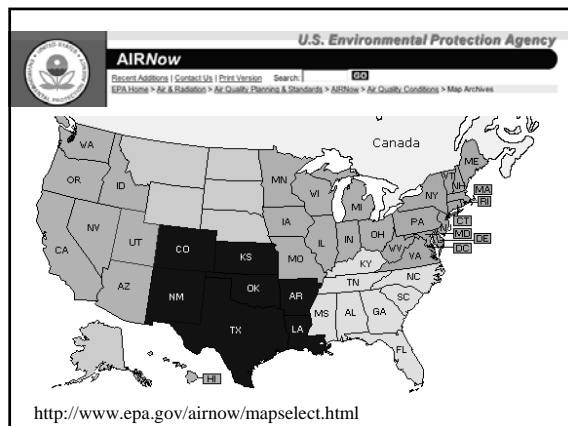 U.S. Environmental Protection Agency
AIRNow
Recent Additions | Contact Us | Print Version Search: GO
EPA Home > Air & Radiation > Air Quality Planning & Standards > AIRNow > Air Quality Conditions > Map Archives
Canada
WA
ME
VT
NH
OR
ID
MN
WI
MI
NY
MA
RI
CT
NV
UT
CO
KS
IA
MO
IL
IN
OH
PA
NJ
MD
DE
DC
WV
VA
CA
AZ
NM
OK
AR
KY
TN
NC
SC
TX
LA
MS
AL
GA
FL
HI
http://www.epa.gov/airnow/mapselect.html